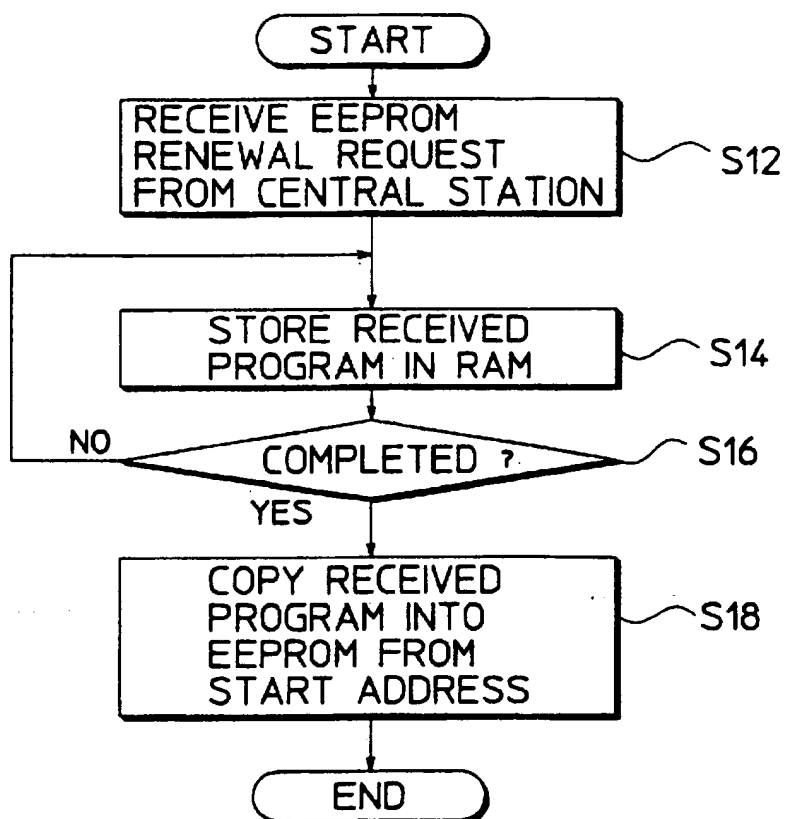 START
RECEIVE EEPROM
RENEWAL REQUEST
FROM CENTRAL STATION
S12
STORE RECEIVED
PROGRAM IN RAM
S14
NO
COMPLETED ?
S16
YES
COPY RECEIVED
PROGRAM INTO
EEPROM FROM
START ADDRESS
S18
END